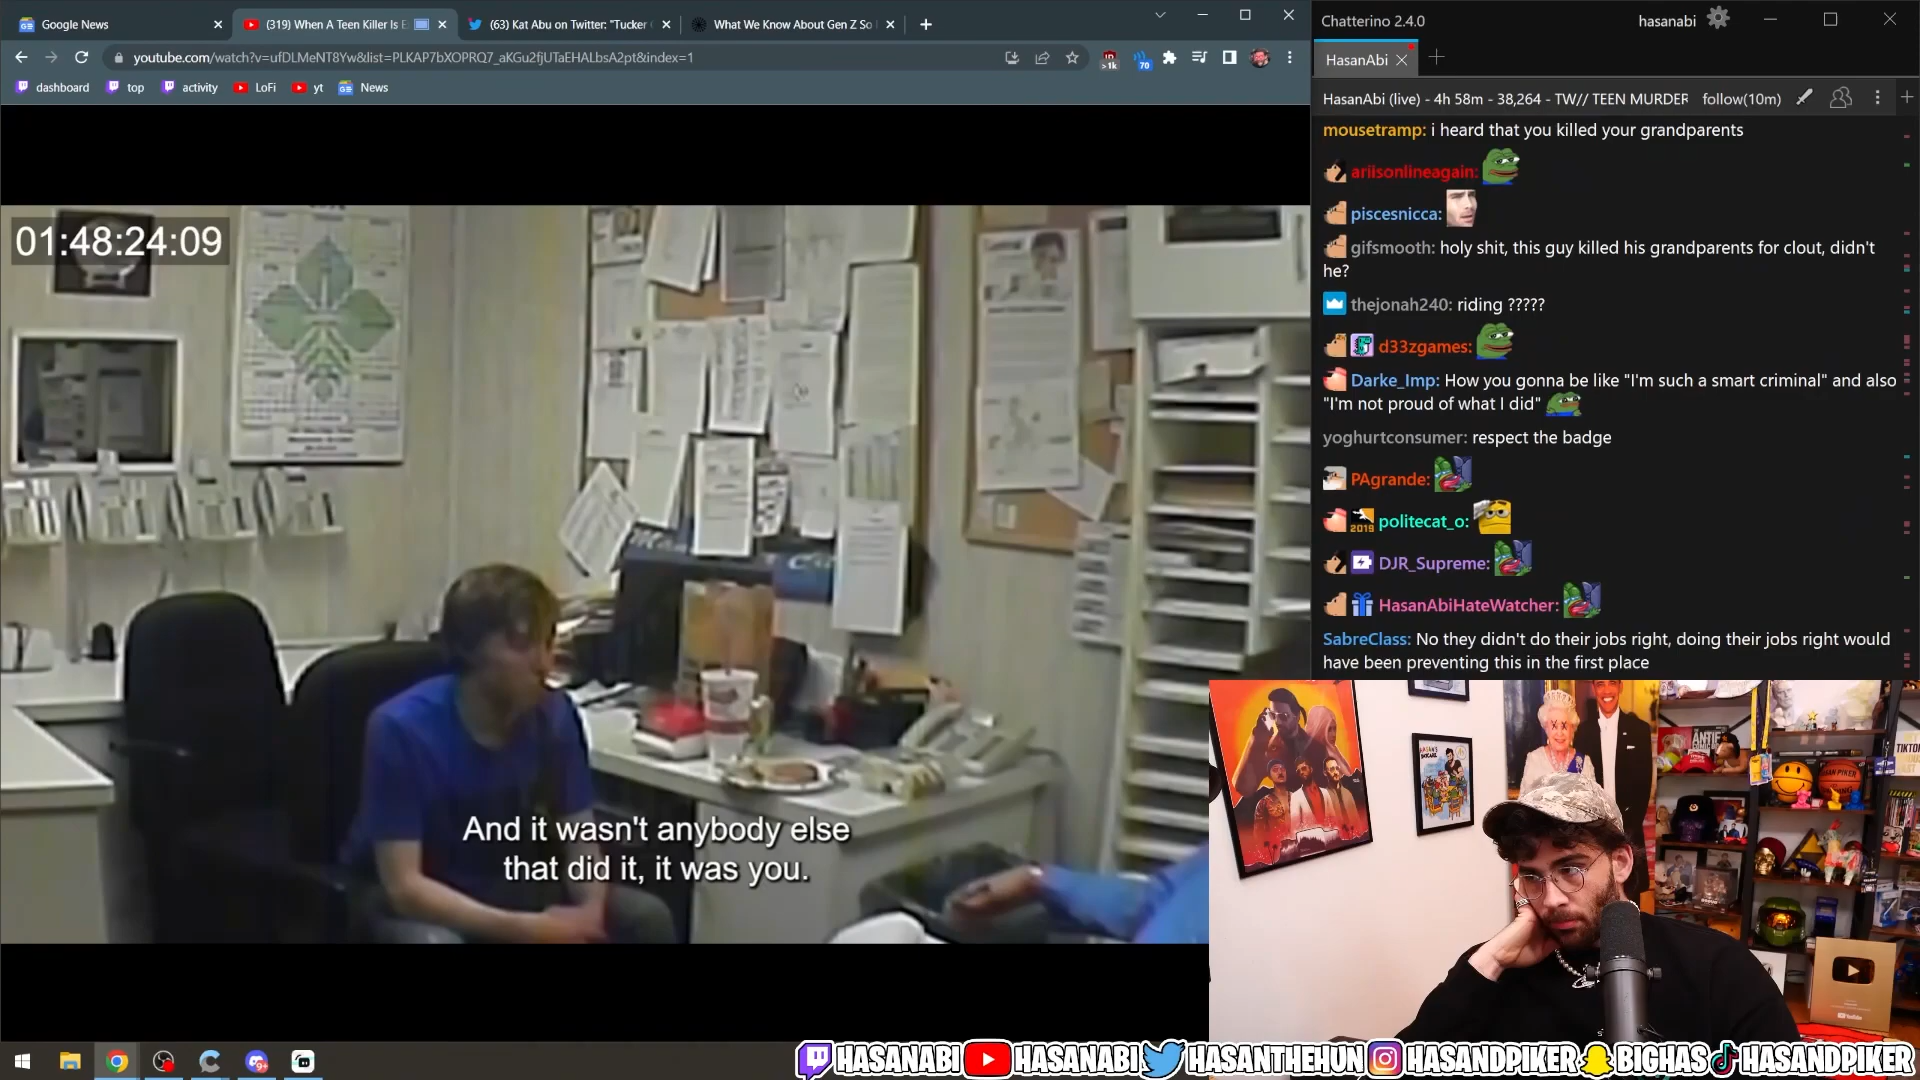 Google News
(319) When A Teen Killer Is E
(63) Kat Abu on Twitter: "Tucker
What We Know About Gen Z So
youtube.com/watch?v=ufDLMeNT8Yw&list=PLKAP7bXOPRQ7_aKGu2fjUTaEHALbsA2pt&index=1
>1k
70
dashboard
top
activity
LoFi
yt
News
01:48:24:09
And it wasn't anybody else
that did it, it was you.
Chatterino 2.4.0
hasanabi
HasanAbi
HasanAbi (live) - 4h 58m - 38,264 - TW// TEEN MURDER
follow(10m)
mousetramp: i heard that you killed your grandparents
ariisonlineagain:
piscesnicca:
gifsmooth: holy shit, this guy killed his grandparents for clout, didn't
he?
thejonah240: riding ?????
d33zgames:
Darke_Imp: How you gonna be like "I'm such a smart criminal" and also
"I'm not proud of what I did"
yoghurtconsumer: respect the badge
PAgrande:
2019 politecat_o:
DJR_Supreme:
HasanAbiHateWatcher:
SabreClass: No they didn't do their jobs right, doing their jobs right would
have been preventing this in the first place
HASANABI HASANABI HASANTHEHUN HASANDPIKER BIGHAS HASANDPIKER